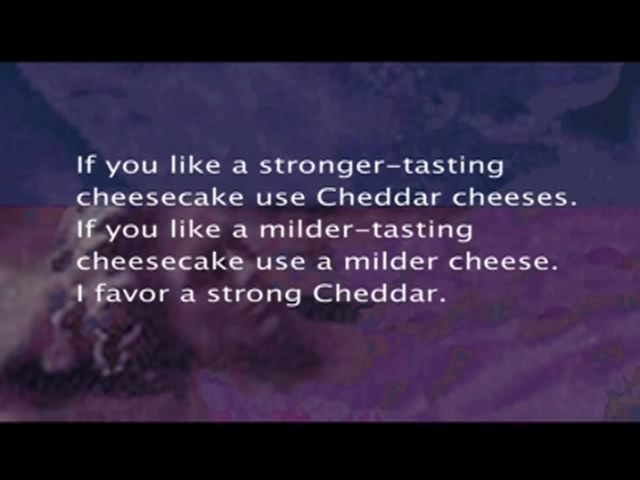 If you like a stronger-tasting
cheesecake use Cheddar cheeses.
If you like a milder-tasting
cheesecake use a milder cheese.
I favor a strong Cheddar.